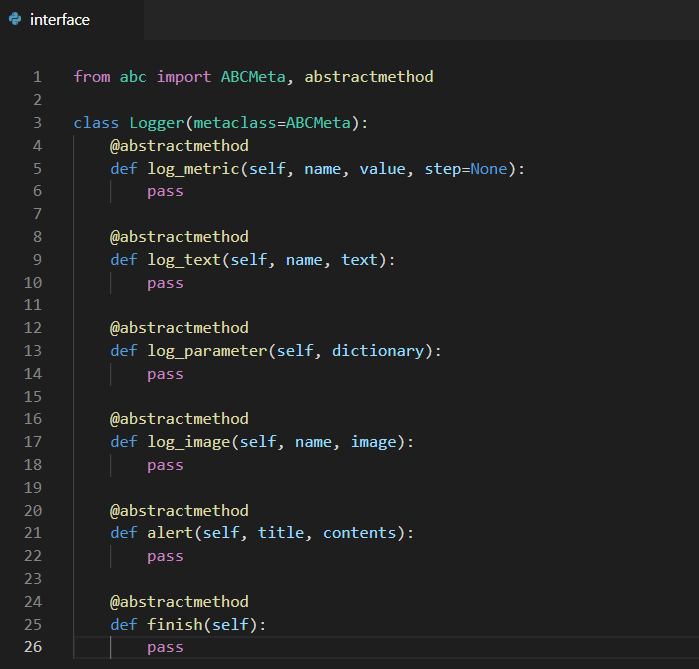 interface
1 from abc import ABCMeta, abstractmethod
2
3 class Logger(metaclass=ABCMeta):
4     @abstractmethod
5     def log_metric(self, name, value, step=None):
6         pass
7
8     @abstractmethod
9     def log_text(self, name, text):
10         pass
11
12     @abstractmethod
13     def log_parameter(self, dictionary):
14         pass
15
16     @abstractmethod
17     def log_image(self, name, image):
18         pass
19
20     @abstractmethod
21     def alert(self, title, contents):
22         pass
23
24     @abstractmethod
25     def finish(self):
26         pass